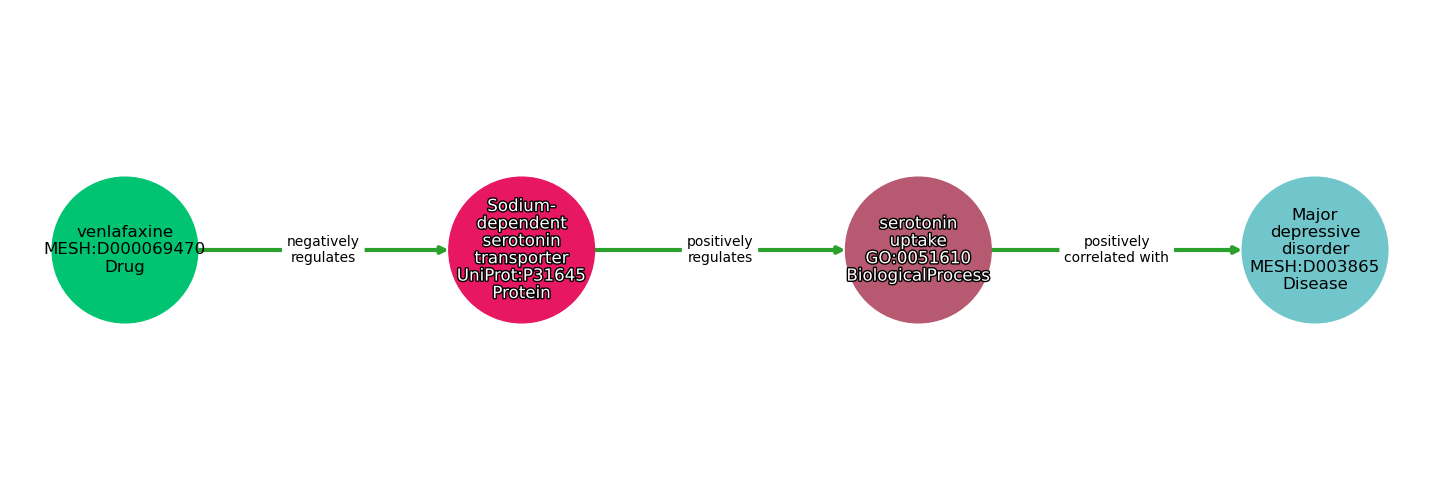 venlafaxine
MESH:D000069470
Drug
negatively
regulates
Sodium-
dependent
serotonin
transporter
UniProt:P31645
Protein
positively
regulates
serotonin
uptake
GO:0051610
BiologicalProcess
positively
correlated with
Major
depressive
disorder
MESH:D003865
Disease